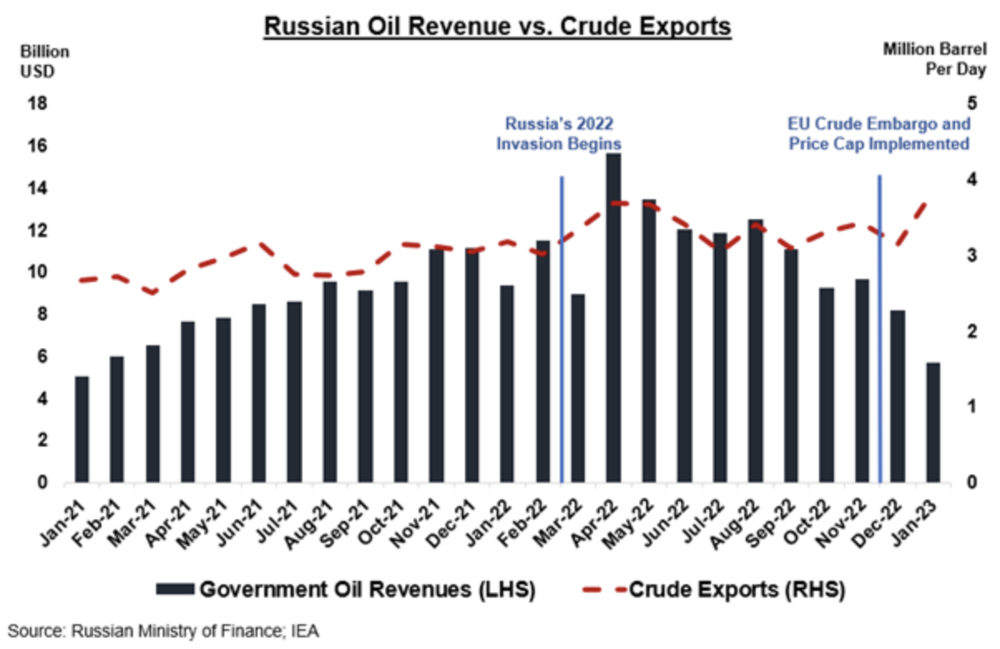 Russian Oil Revenue vs. Crude Exports
Billion
USD
Million Barrel
Per Day
18
16
14
12
10
8
6
4
2
0
5
4
3
2
1
0
Russia's 2022
Invasion Begins
EU Crude Embargo and
Price Cap Implemented
Jan-21
Feb-21
Mar-21
Apr-21
May-21
Jun-21
Jul-21
Aug-21
Sep-21
Oct-21
Nov-21
Dec-21
Jan-22
Feb-22
Mar-22
Apr-22
May-22
Jun-22
Jul-22
Aug-22
Sep-22
Oct-22
Nov-22
Dec-22
Jan-23
Government Oil Revenues (LHS)
Crude Exports (RHS)
Source: Russian Ministry of Finance; IEA